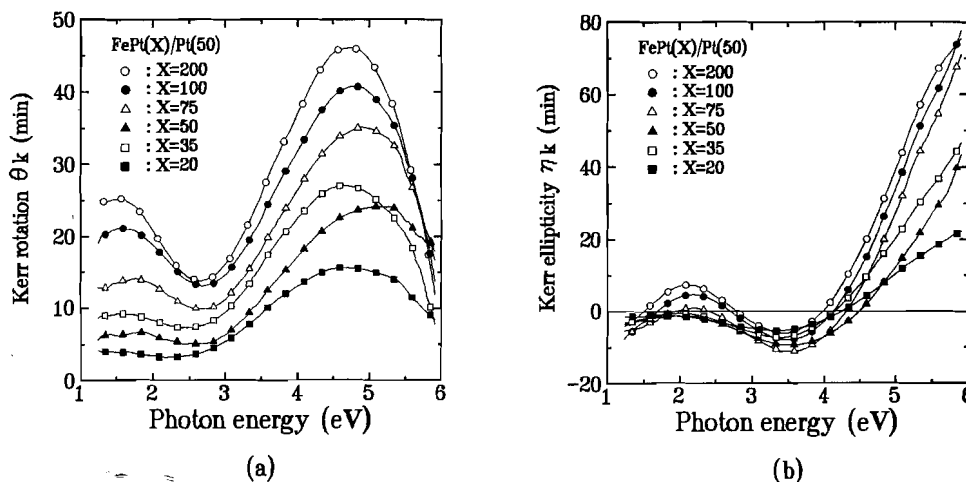 50
40
30
20
10
0
Kerr rotation θk (min)
FePt(X)/Pt(50)
: X=200
: X=100
: X=75
: X=50
: X=35
: X=20
1 2 3 4 5 6
Photon energy (eV)
(a)
80
60
40
20
0
-20
Kerr ellipticity ηk (min)
FePt(X)/Pt(50)
: X=200
: X=100
: X=75
: X=50
: X=35
: X=20
1 2 3 4 5 6
Photon energy (eV)
(b)